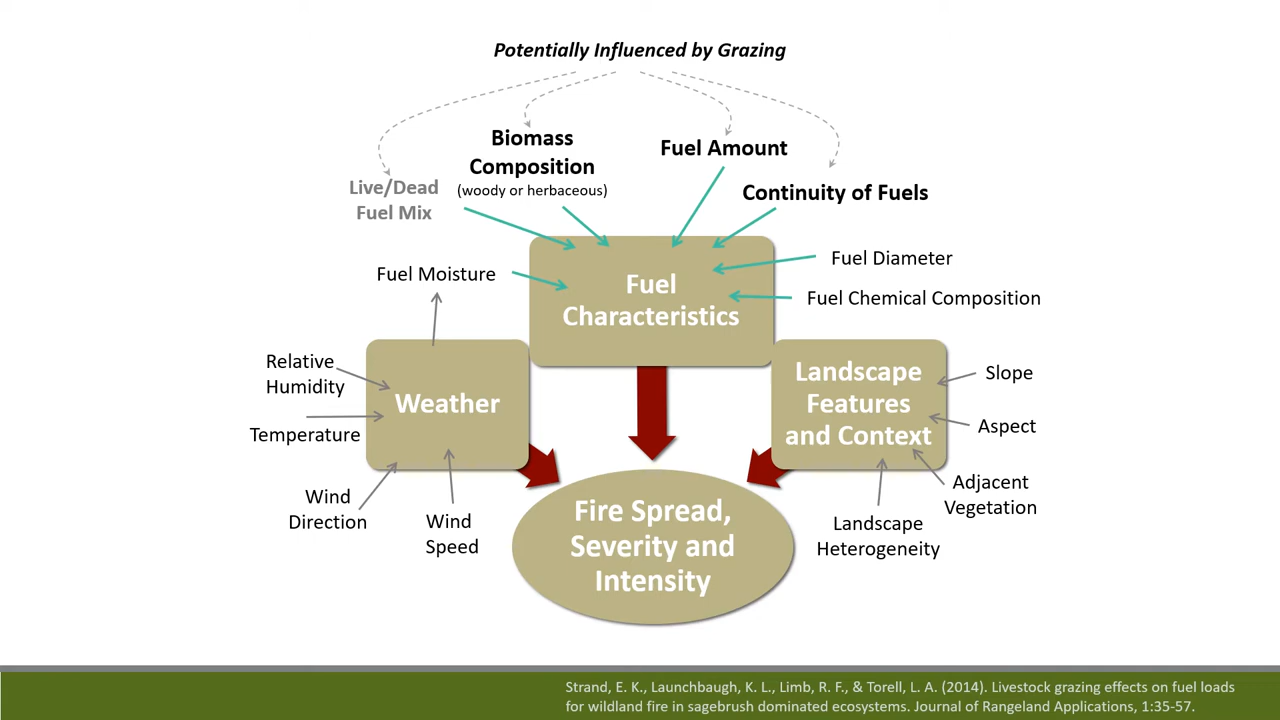 Potentially Influenced by Grazing
Biomass
Composition
(woody or herbaceous)
Fuel Amount
Live/Dead
Fuel Mix
Continuity of Fuels
Fuel Moisture
Fuel
Characteristics
Fuel Diameter
Fuel Chemical Composition
Relative
Humidity
Temperature
Wind
Direction
Wind
Speed
Weather
Landscape
Features
and Context
Slope
Aspect
Adjacent
Vegetation
Landscape
Heterogeneity
Fire Spread,
Severity and
Intensity
Strand, E. K., Launchbaugh, K. L., Limb, R. F., & Torell, L. A. (2014). Livestock grazing effects on fuel loads
for wildland fire in sagebrush dominated ecosystems. Journal of Rangeland Applications, 1:35-57.